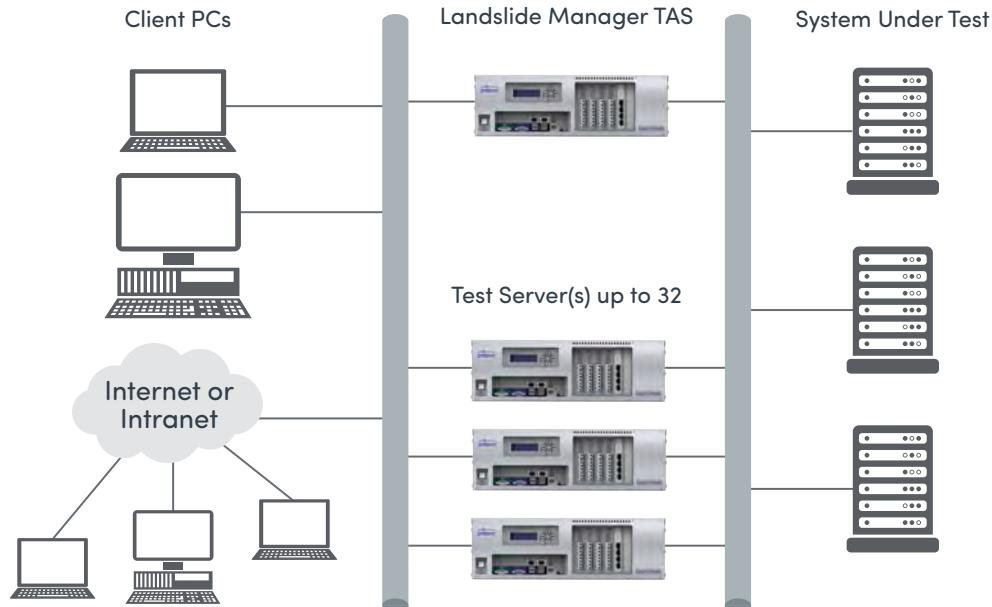 Client PCs
Landslide Manager TAS
System Under Test
Test Server(s) up to 32
Internet or
Intranet